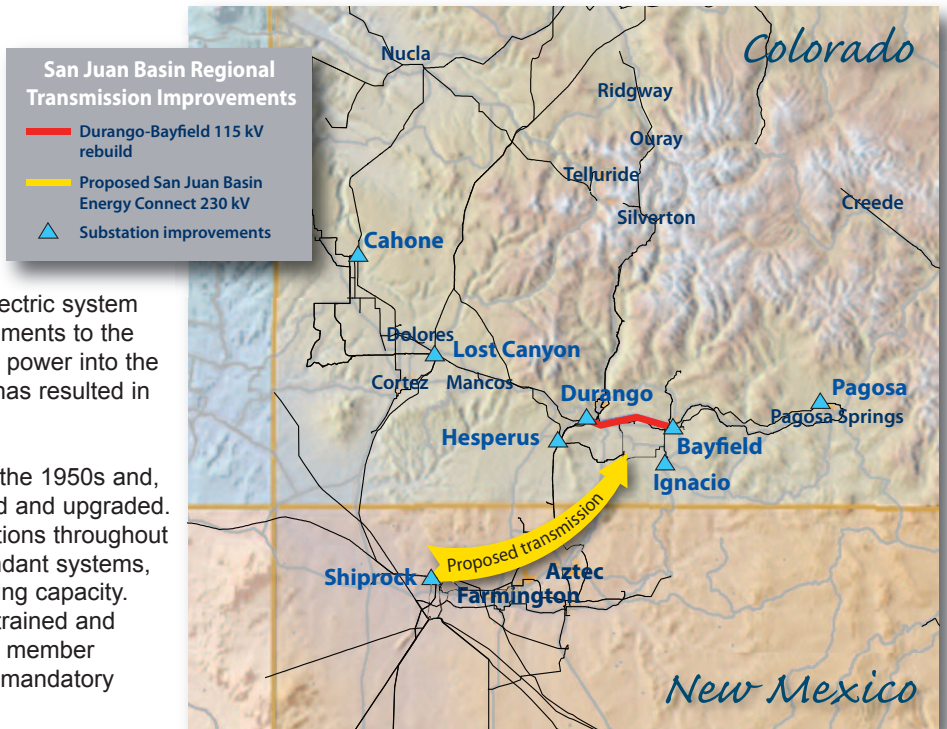 San Juan Basin Regional
Transmission Improvements
Durango-Bayfield 115 kV
rebuild
Proposed San Juan Basin
Energy Connect 230 kV
Substation improvements
ectric system
ments to the
power into the
has resulted in
the 1950s and,
d and upgraded.
tions throughout
ndant systems,
ng capacity.
trained and
member
mandatory
Colorado
Nucla
Ridgway
Ouray
Telluride
Silverton
Creede
Cahone
Dolores
Lost Canyon
Cortez
Mancos
Durango
Pagosa
Pagosa Springs
Hesperus
Bayfield
Ignacio
Proposed transmission
Shiprock
Aztec
Farmington
New Mexico